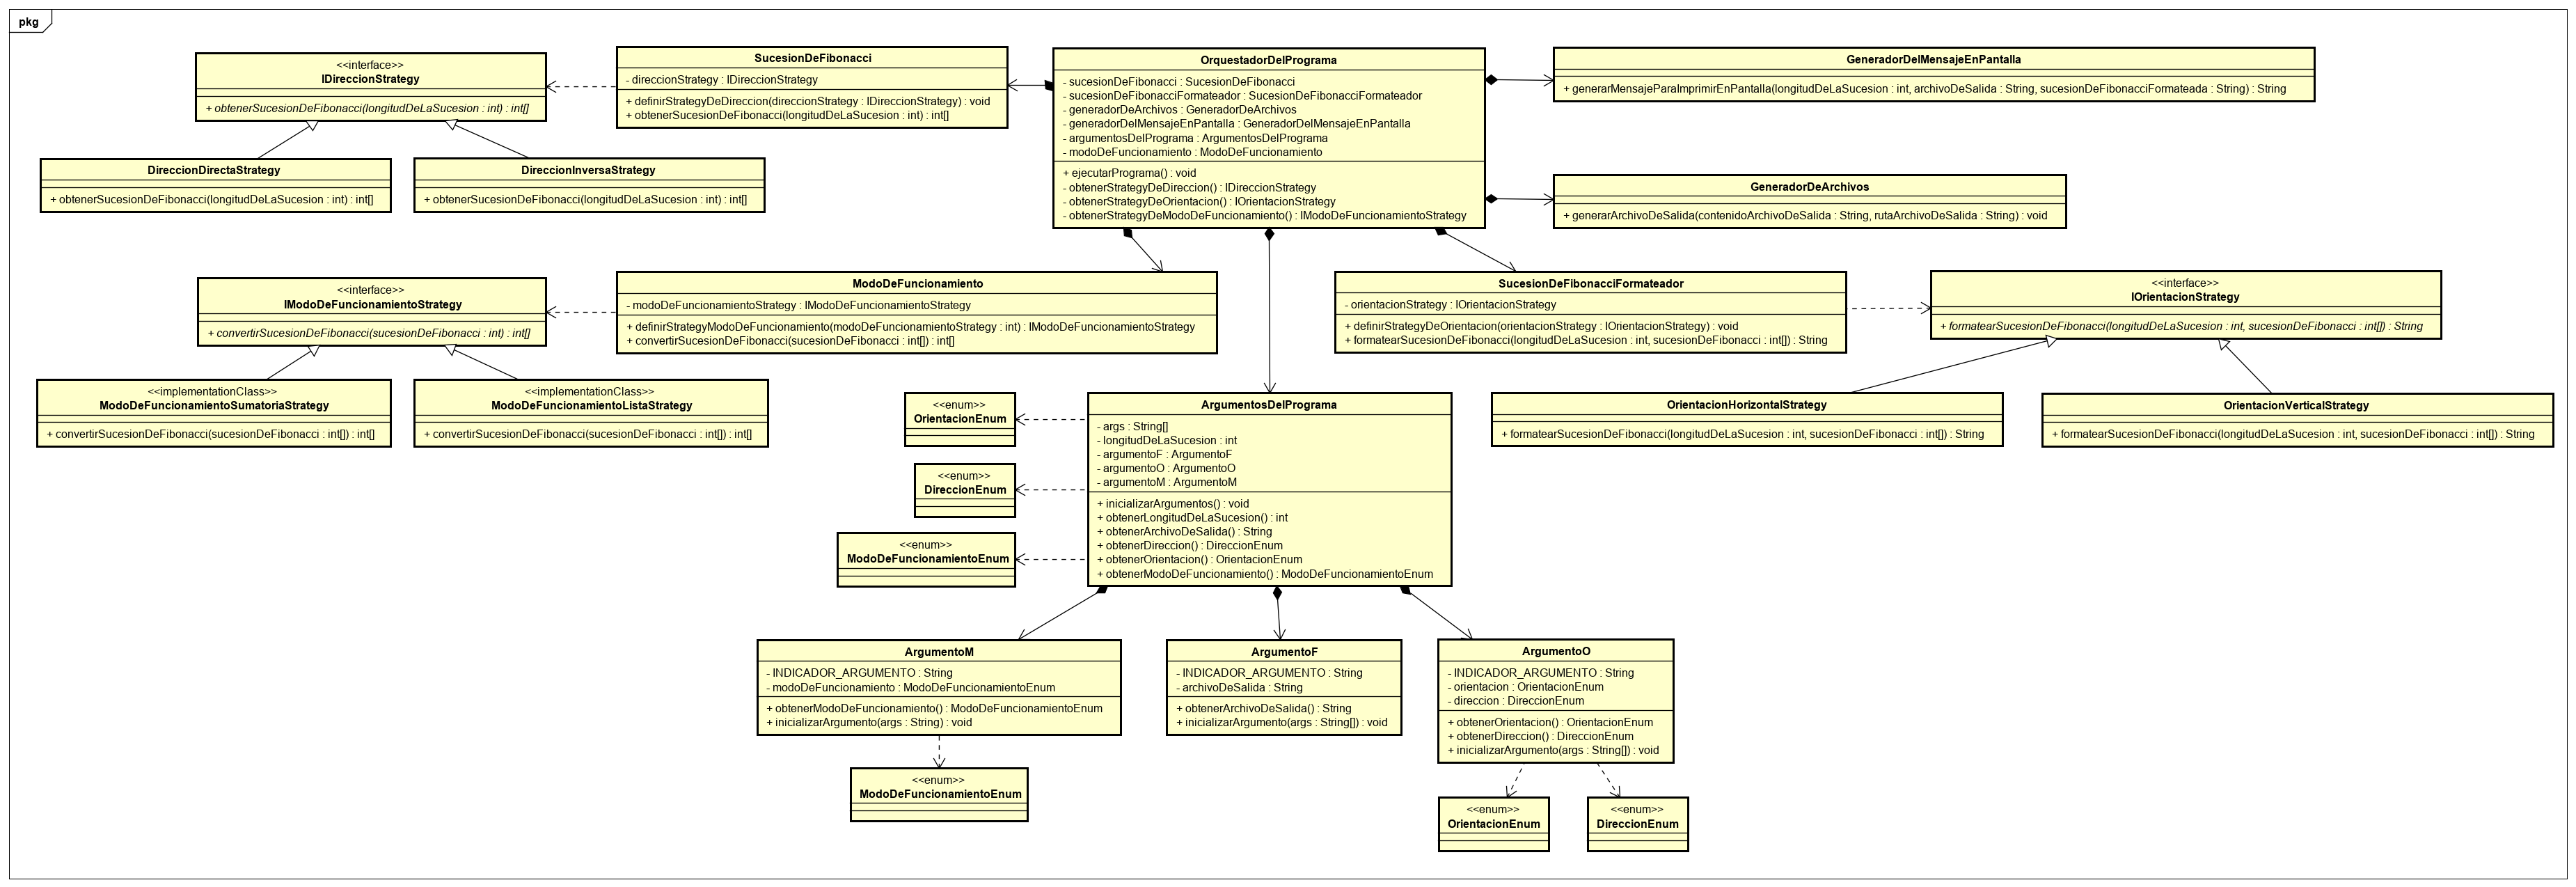 pkg
<<interface>>
IDireccionStrategy
+ obtenerSucesionDeFibonacci(longitudDeLaSucesion : int) : int[]
SucesionDeFibonacci
- direccionStrategy : IDireccionStrategy
+ definirStrategyDeDireccion(direccionStrategy : IDireccionStrategy) : void
+ obtenerSucesionDeFibonacci(longitudDeLaSucesion : int) : int[]
OrquestadorDelPrograma
- sucesionDeFibonacci : SucesionDeFibonacci
- sucesionDeFibonacciFormateador : SucesionDeFibonacciFormateador
- generadorDeArchivos : GeneradorDeArchivos
- generadorDelMensajeEnPantalla : GeneradorDelMensajeEnPantalla
- argumentosDelPrograma : ArgumentosDelPrograma
- modoDeFuncionamiento : ModoDeFuncionamiento
+ ejecutarPrograma() : void
- obtenerStrategyDeDireccion() : IDireccionStrategy
- obtenerStrategyDeOrientacion() : IOrientacionStrategy
- obtenerStrategyDeModoDeFuncionamiento() : IModoDeFuncionamientoStrategy
GeneradorDelMensajeEnPantalla
+ generarMensajeParaImprimirEnPantalla(longitudDeLaSucesion : int, archivoDeSalida : String, sucesionDeFibonacciFormateada : String) : String
DireccionDirectaStrategy
+ obtenerSucesionDeFibonacci(longitudDeLaSucesion : int) : int[]
DireccionInversaStrategy
+ obtenerSucesionDeFibonacci(longitudDeLaSucesion : int) : int[]
GeneradorDeArchivos
+ generarArchivoDeSalida(contenidoArchivoDeSalida : String, rutaArchivoDeSalida : String) : void
<<interface>>
IModoDeFuncionamientoStrategy
+ convertirSucesionDeFibonacci(sucesionDeFibonacci : int) : int[]
ModoDeFuncionamiento
- modoDeFuncionamientoStrategy : IModoDeFuncionamientoStrategy
+ definirStrategyModoDeFuncionamiento(modoDeFuncionamientoStrategy : int) : IModoDeFuncionamientoStrategy
+ convertirSucesionDeFibonacci(sucesionDeFibonacci : int[]) : int[]
SucesionDeFibonacciFormateador
- orientacionStrategy : IOrientacionStrategy
+ definirStrategyDeOrientacion(orientacionStrategy : IOrientacionStrategy) : void
+ formatearSucesionDeFibonacci(longitudDeLaSucesion : int, sucesionDeFibonacci : int[]) : String
<<interface>>
IOrientacionStrategy
+ formatearSucesionDeFibonacci(longitudDeLaSucesion : int, sucesionDeFibonacci : int[]) : String
<<implementationClass>>
ModoDeFuncionamientoSumatoriaStrategy
+ convertirSucesionDeFibonacci(sucesionDeFibonacci : int[]) : int[]
<<implementationClass>>
ModoDeFuncionamientoListaStrategy
+ convertirSucesionDeFibonacci(sucesionDeFibonacci : int[]) : int[]
<<enum>>
OrientacionEnum
<<enum>>
DireccionEnum
<<enum>>
ModoDeFuncionamientoEnum
ArgumentosDelPrograma
- args : String[]
- longitudDeLaSucesion : int
- argumentoF : ArgumentoF
- argumentoO : ArgumentoO
- argumentoM : ArgumentoM
+ inicializarArgumentos() : void
+ obtenerLongitudDeLaSucesion() : int
+ obtenerArchivoDeSalida() : String
+ obtenerDireccion() : DireccionEnum
+ obtenerOrientacion() : OrientacionEnum
+ obtenerModoDeFuncionamiento() : ModoDeFuncionamientoEnum
OrientacionHorizontalStrategy
+ formatearSucesionDeFibonacci(longitudDeLaSucesion : int, sucesionDeFibonacci : int[]) : String
OrientacionVerticalStrategy
+ formatearSucesionDeFibonacci(longitudDeLaSucesion : int, sucesionDeFibonacci : int[]) : String
ArgumentoM
- INDICADOR_ARGUMENTO : String
- modoDeFuncionamiento : ModoDeFuncionamientoEnum
+ obtenerModoDeFuncionamiento() : ModoDeFuncionamientoEnum
+ inicializarArgumento(args : String) : void
ArgumentoF
- INDICADOR_ARGUMENTO : String
- archivoDeSalida : String
+ obtenerArchivoDeSalida() : String
+ inicializarArgumento(args : String[]) : void
ArgumentoO
- INDICADOR_ARGUMENTO : String
- orientacion : OrientacionEnum
- direccion : DireccionEnum
+ obtenerOrientacion() : OrientacionEnum
+ obtenerDireccion() : DireccionEnum
+ inicializarArgumento(args : String[]) : void
<<enum>>
ModoDeFuncionamientoEnum
<<enum>>
OrientacionEnum
<<enum>>
DireccionEnum